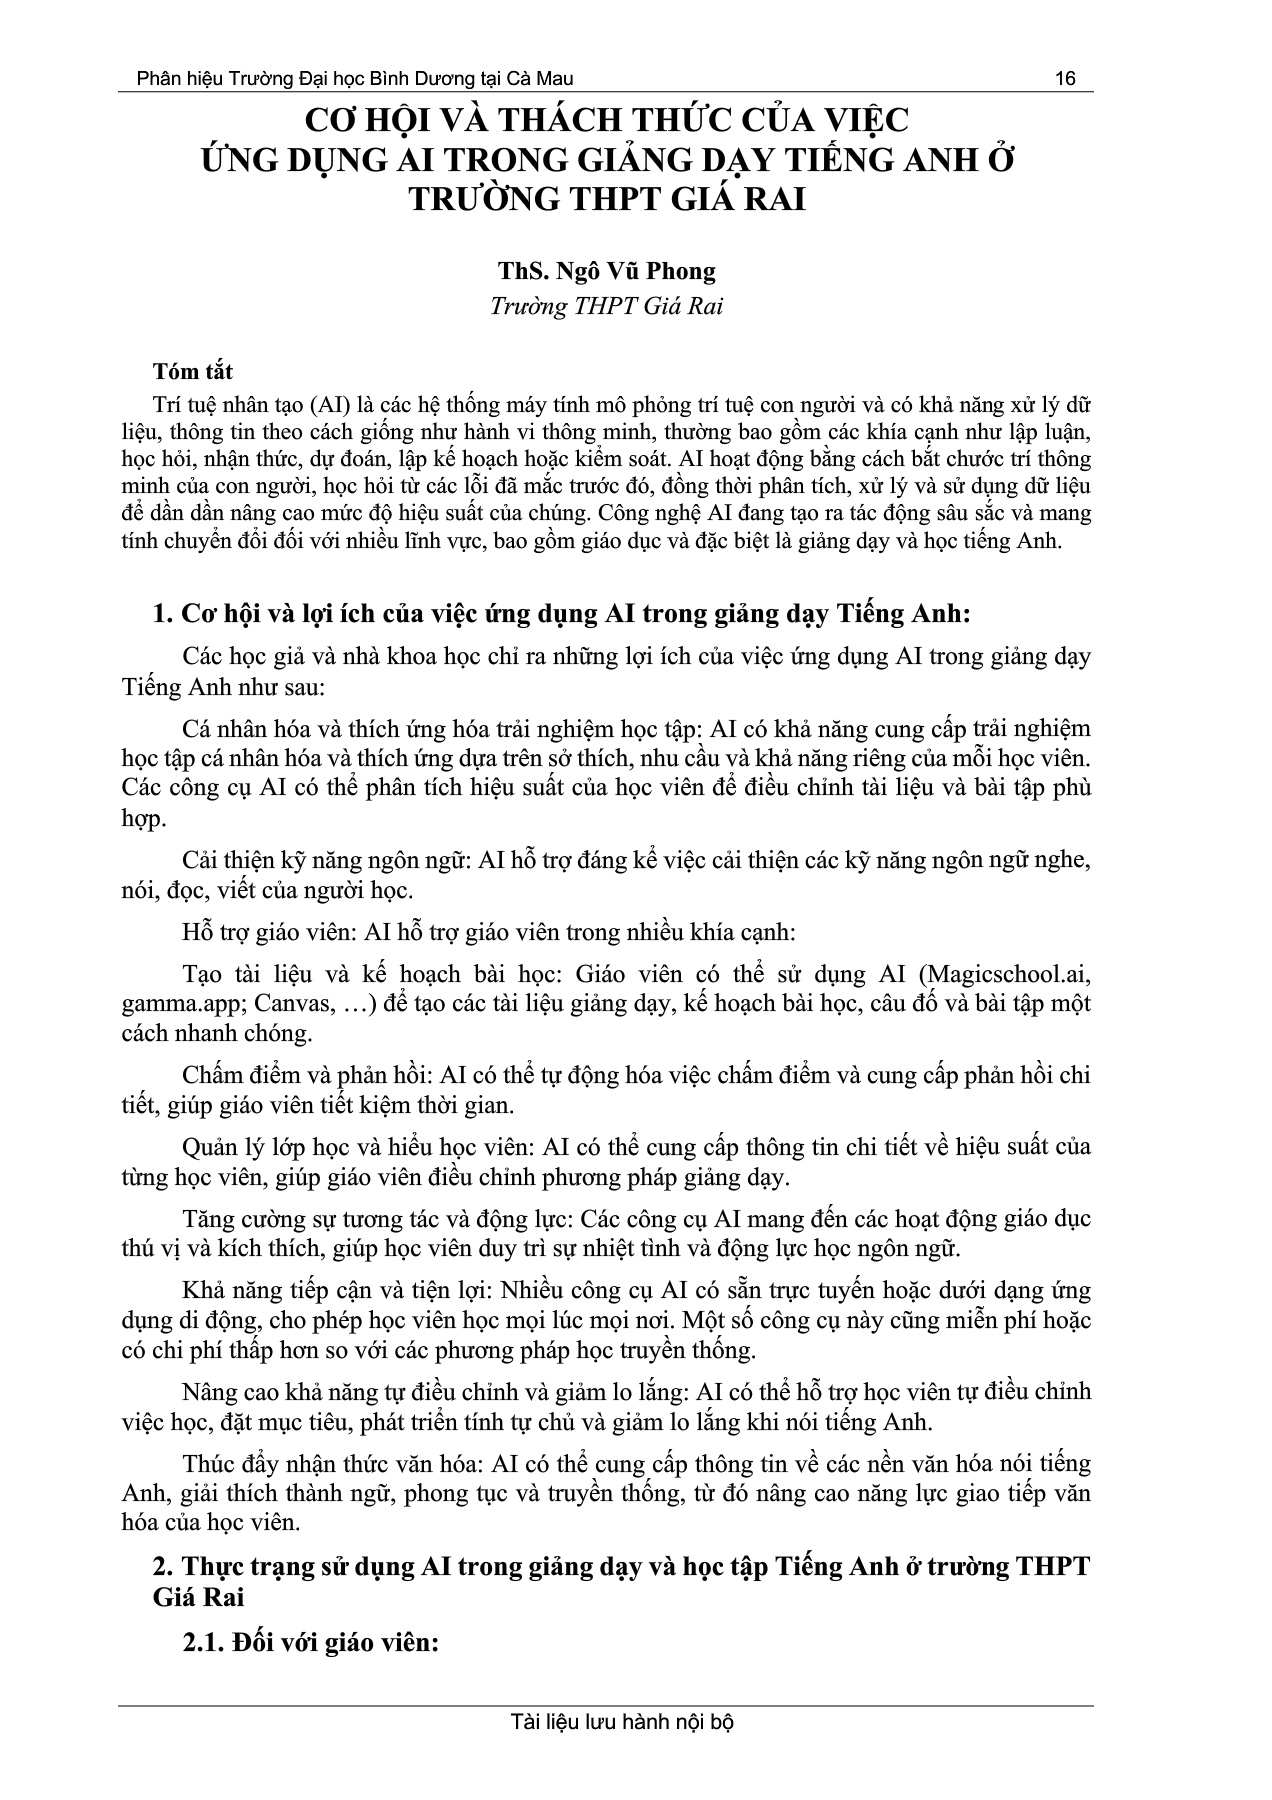 Phân hiệu Trường Đại học Bình Dương tại Cà Mau 16
CƠ HỘI VÀ THÁCH THỨC CỦA VIỆC
ỨNG DỤNG AI TRONG GIẢNG DẠY TIẾNG ANH Ở
TRƯỜNG THPT GIÁ RAI
ThS. Ngô Vũ Phong
Trường THPT Giá Rai
Tóm tắt
Trí tuệ nhân tạo (AI) là các hệ thống máy tính mô phỏng trí tuệ con người và có khả năng xử lý dữ
liệu, thông tin theo cách giống như hành vi thông minh, thường bao gồm các khía cạnh như lập luận,
học hỏi, nhận thức, dự đoán, lập kế hoạch hoặc kiểm soát. AI hoạt động bằng cách bắt chước trí thông
minh của con người, học hỏi từ các lỗi đã mắc trước đó, đồng thời phân tích, xử lý và sử dụng dữ liệu
để dần dần nâng cao mức độ hiệu suất của chúng. Công nghệ AI đang tạo ra tác động sâu sắc và mang
tính chuyển đổi đối với nhiều lĩnh vực, bao gồm giáo dục và đặc biệt là giảng dạy và học tiếng Anh.
1. Cơ hội và lợi ích của việc ứng dụng AI trong giảng dạy Tiếng Anh:
Các học giả và nhà khoa học chỉ ra những lợi ích của việc ứng dụng AI trong giảng dạy
Tiếng Anh như sau:
Cá nhân hóa và thích ứng hóa trải nghiệm học tập: AI có khả năng cung cấp trải nghiệm
học tập cá nhân hóa và thích ứng dựa trên sở thích, nhu cầu và khả năng riêng của mỗi học viên.
Các công cụ AI có thể phân tích hiệu suất của học viên để điều chỉnh tài liệu và bài tập phù
hợp.
Cải thiện kỹ năng ngôn ngữ: AI hỗ trợ đáng kể việc cải thiện các kỹ năng ngôn ngữ nghe,
nói, đọc, viết của người học.
Hỗ trợ giáo viên: AI hỗ trợ giáo viên trong nhiều khía cạnh:
Tạo tài liệu và kế hoạch bài học: Giáo viên có thể sử dụng AI (Magicschool.ai,
gamma.app; Canvas, …) để tạo các tài liệu giảng dạy, kế hoạch bài học, câu đố và bài tập một
cách nhanh chóng.
Chấm điểm và phản hồi: AI có thể tự động hóa việc chấm điểm và cung cấp phản hồi chi
tiết, giúp giáo viên tiết kiệm thời gian.
Quản lý lớp học và hiểu học viên: AI có thể cung cấp thông tin chi tiết về hiệu suất của
từng học viên, giúp giáo viên điều chỉnh phương pháp giảng dạy.
Tăng cường sự tương tác và động lực: Các công cụ AI mang đến các hoạt động giáo dục
thú vị và kích thích, giúp học viên duy trì sự nhiệt tình và động lực học ngôn ngữ.
Khả năng tiếp cận và tiện lợi: Nhiều công cụ AI có sẵn trực tuyến hoặc dưới dạng ứng
dụng di động, cho phép học viên học mọi lúc mọi nơi. Một số công cụ này cũng miễn phí hoặc
có chi phí thấp hơn so với các phương pháp học truyền thống.
Nâng cao khả năng tự điều chỉnh và giảm lo lắng: AI có thể hỗ trợ học viên tự điều chỉnh
việc học, đặt mục tiêu, phát triển tính tự chủ và giảm lo lắng khi nói tiếng Anh.
Thúc đẩy nhận thức văn hóa: AI có thể cung cấp thông tin về các nền văn hóa nói tiếng
Anh, giải thích thành ngữ, phong tục và truyền thống, từ đó nâng cao năng lực giao tiếp văn
hóa của học viên.
2. Thực trạng sử dụng AI trong giảng dạy và học tập Tiếng Anh ở trường THPT
Giá Rai
2.1. Đối với giáo viên:
Tài liệu lưu hành nội bộ